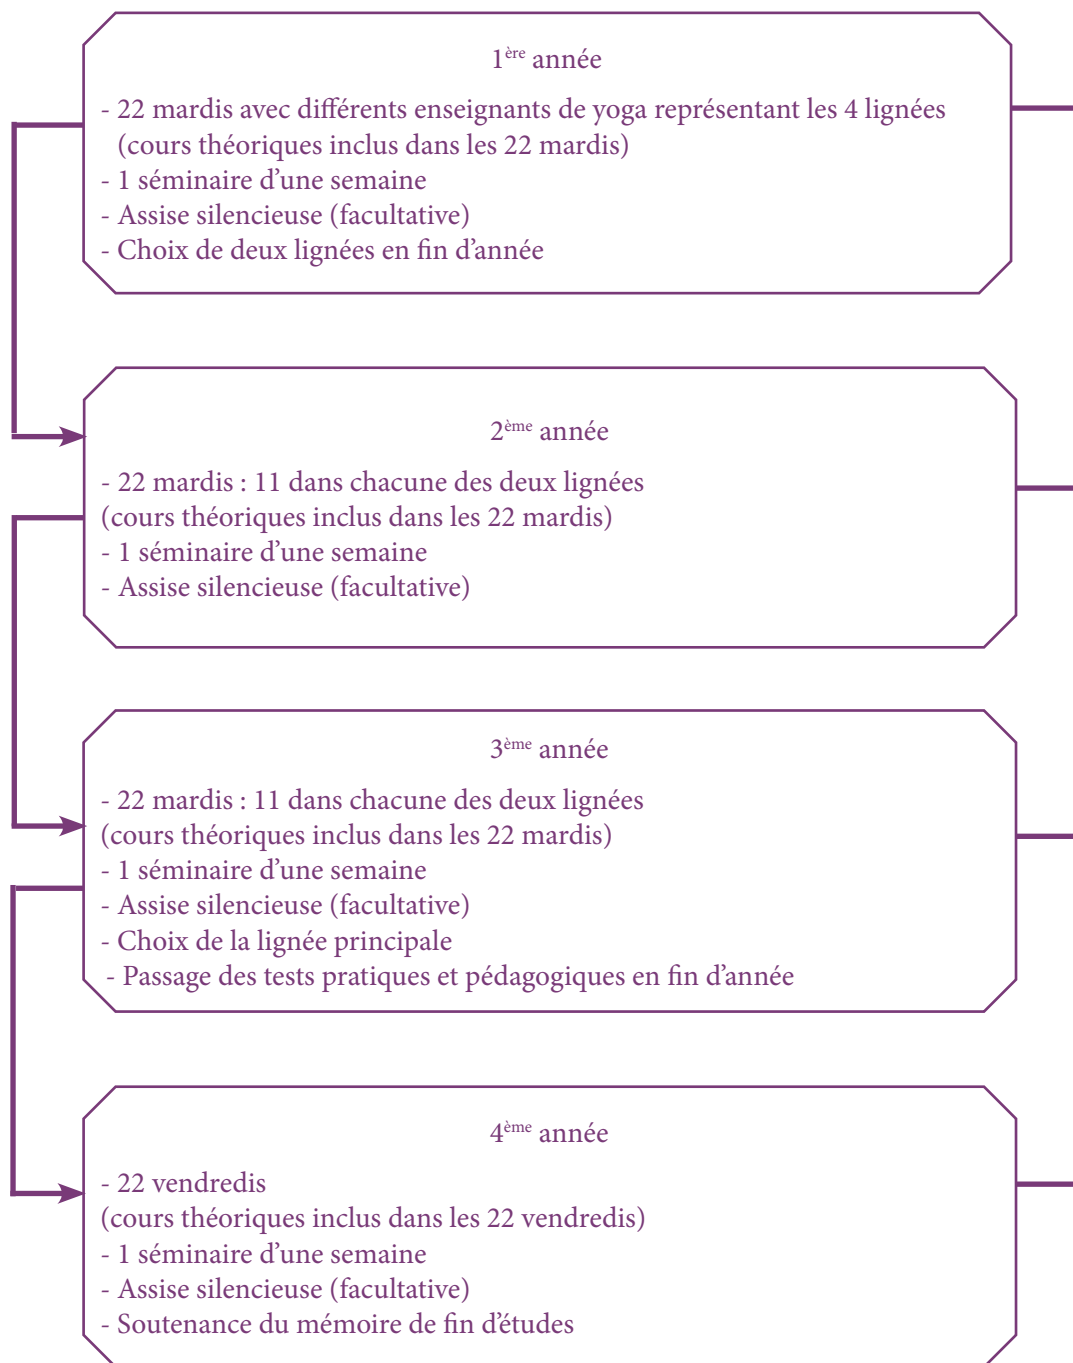 1ère année
- 22 mardis avec différents enseignants de yoga représentant les 4 lignées
(cours théoriques inclus dans les 22 mardis)
- 1 séminaire d'une semaine
- Assise silencieuse (facultative)
- Choix de deux lignées en fin d'année
2ème année
- 22 mardis : 11 dans chacune des deux lignées
(cours théoriques inclus dans les 22 mardis)
- 1 séminaire d'une semaine
- Assise silencieuse (facultative)
3ème année
- 22 mardis : 11 dans chacune des deux lignées
(cours théoriques inclus dans les 22 mardis)
- 1 séminaire d'une semaine
- Assise silencieuse (facultative)
- Choix de la lignée principale
- Passage des tests pratiques et pédagogiques en fin d'année
4ème année
- 22 vendredis
(cours théoriques inclus dans les 22 vendredis)
- 1 séminaire d'une semaine
- Assise silencieuse (facultative)
- Soutenance du mémoire de fin d'études